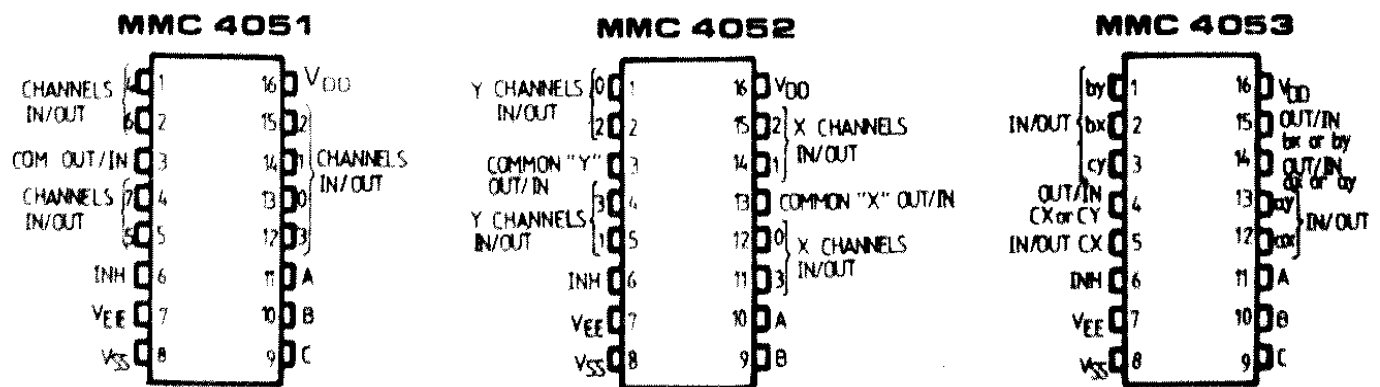 MMC 4051
CHANNELS IN/OUT
4 1
6 2
COM OUT/IN 3
CHANNELS IN/OUT
7 4
5 5
INH 6
VEE 7
VSS 8
16 VDD
15 2
14 1
13 0
12 3
CHANNELS IN/OUT
11 A
10 B
9 C
MMC 4052
Y CHANNELS IN/OUT
0 1
2 2
COMMON "Y" OUT/IN 3
Y CHANNELS IN/OUT
3 4
1 5
INH 6
VEE 7
VSS 8
16 VDD
15 2
14 1
X CHANNELS IN/OUT
13 COMMON "X" OUT/IN
12 0
11 3
X CHANNELS IN/OUT
10 A
9 B
MMC 4053
IN/OUT
by 1
bx 2
cy 3
OUT/IN CX or CY 4
IN/OUT CX 5
INH 6
VEE 7
VSS 8
16 VDD
15 OUT/IN bx or by
14 OUT/IN ax or ay
13 ay
12 ax
IN/OUT
11 A
10 B
9 C